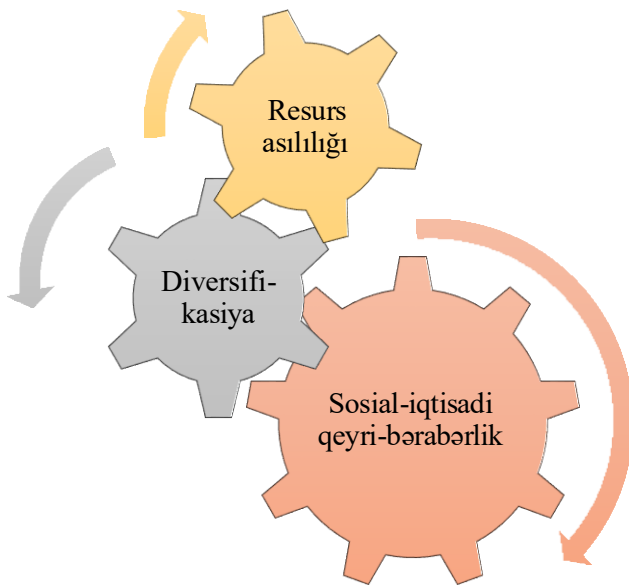 Resurs
asılılığı
Diversifi-
kasiya
Sosial-iqtisadi
qeyri-bərabərlik